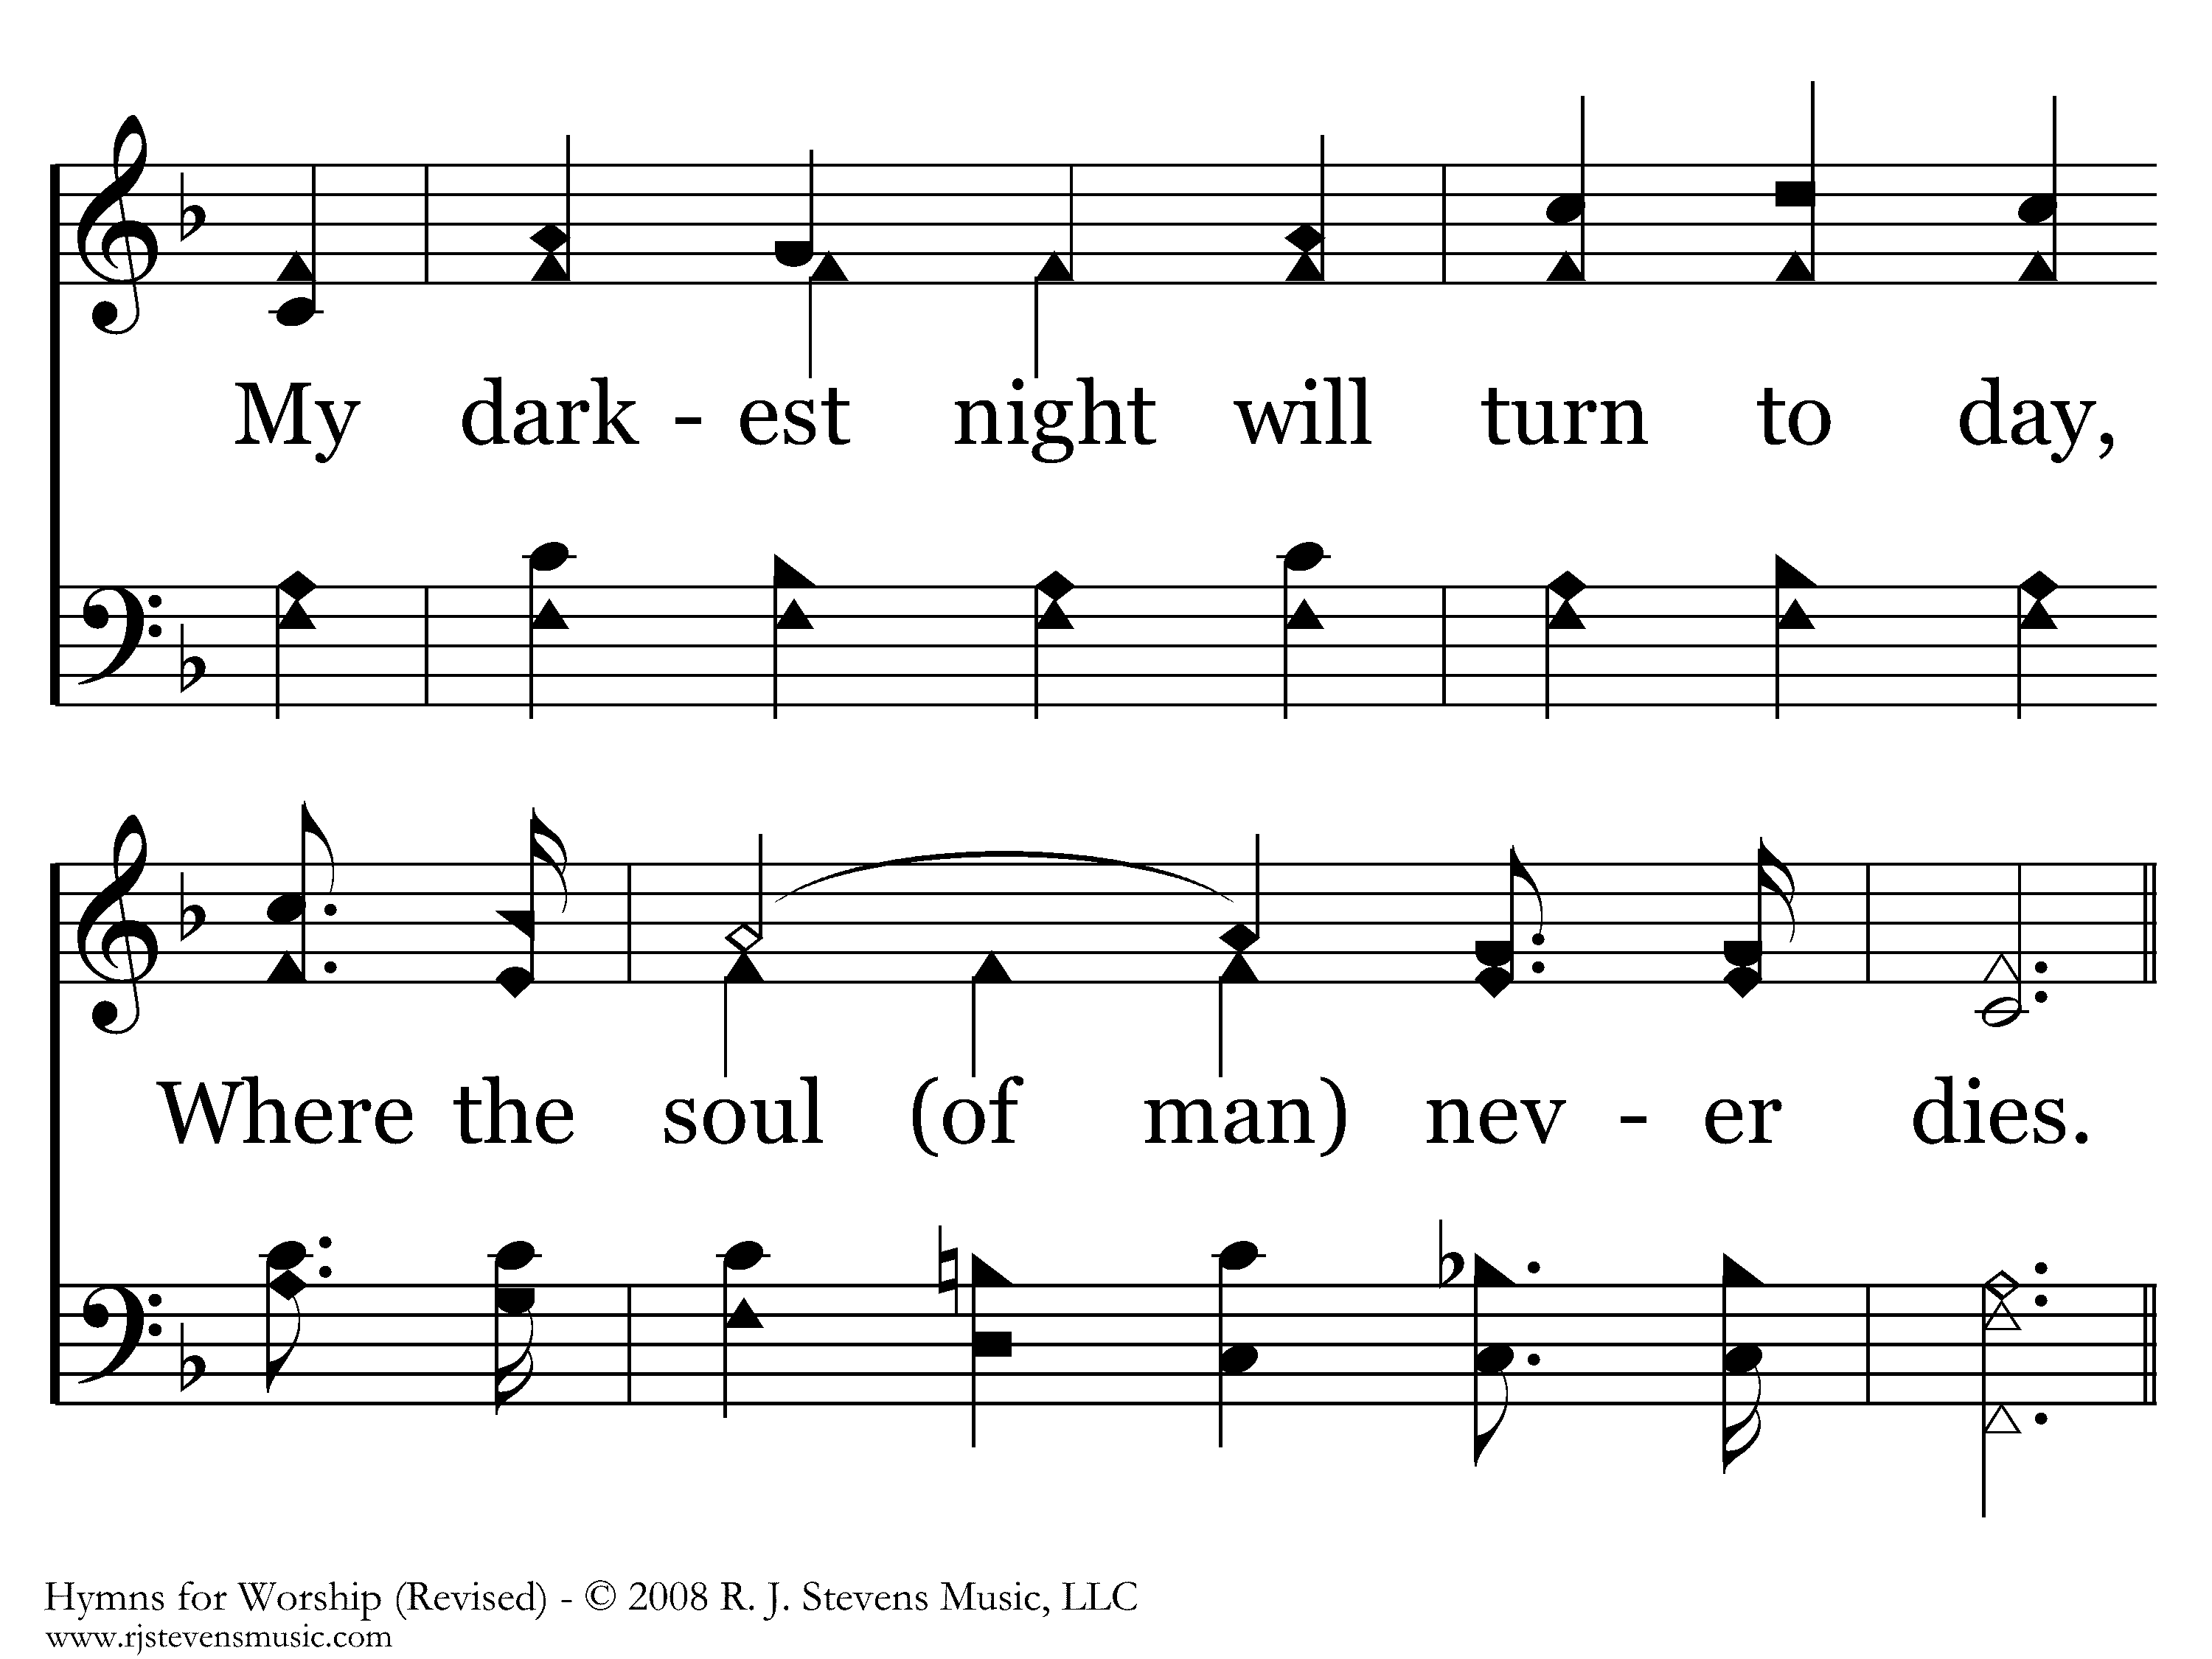 My dark - est night will turn to day,
Where the soul (of man) nev - er dies.
Hymns for Worship (Revised) - © 2008 R. J. Stevens Music, LLC
www.rjstevensmusic.com